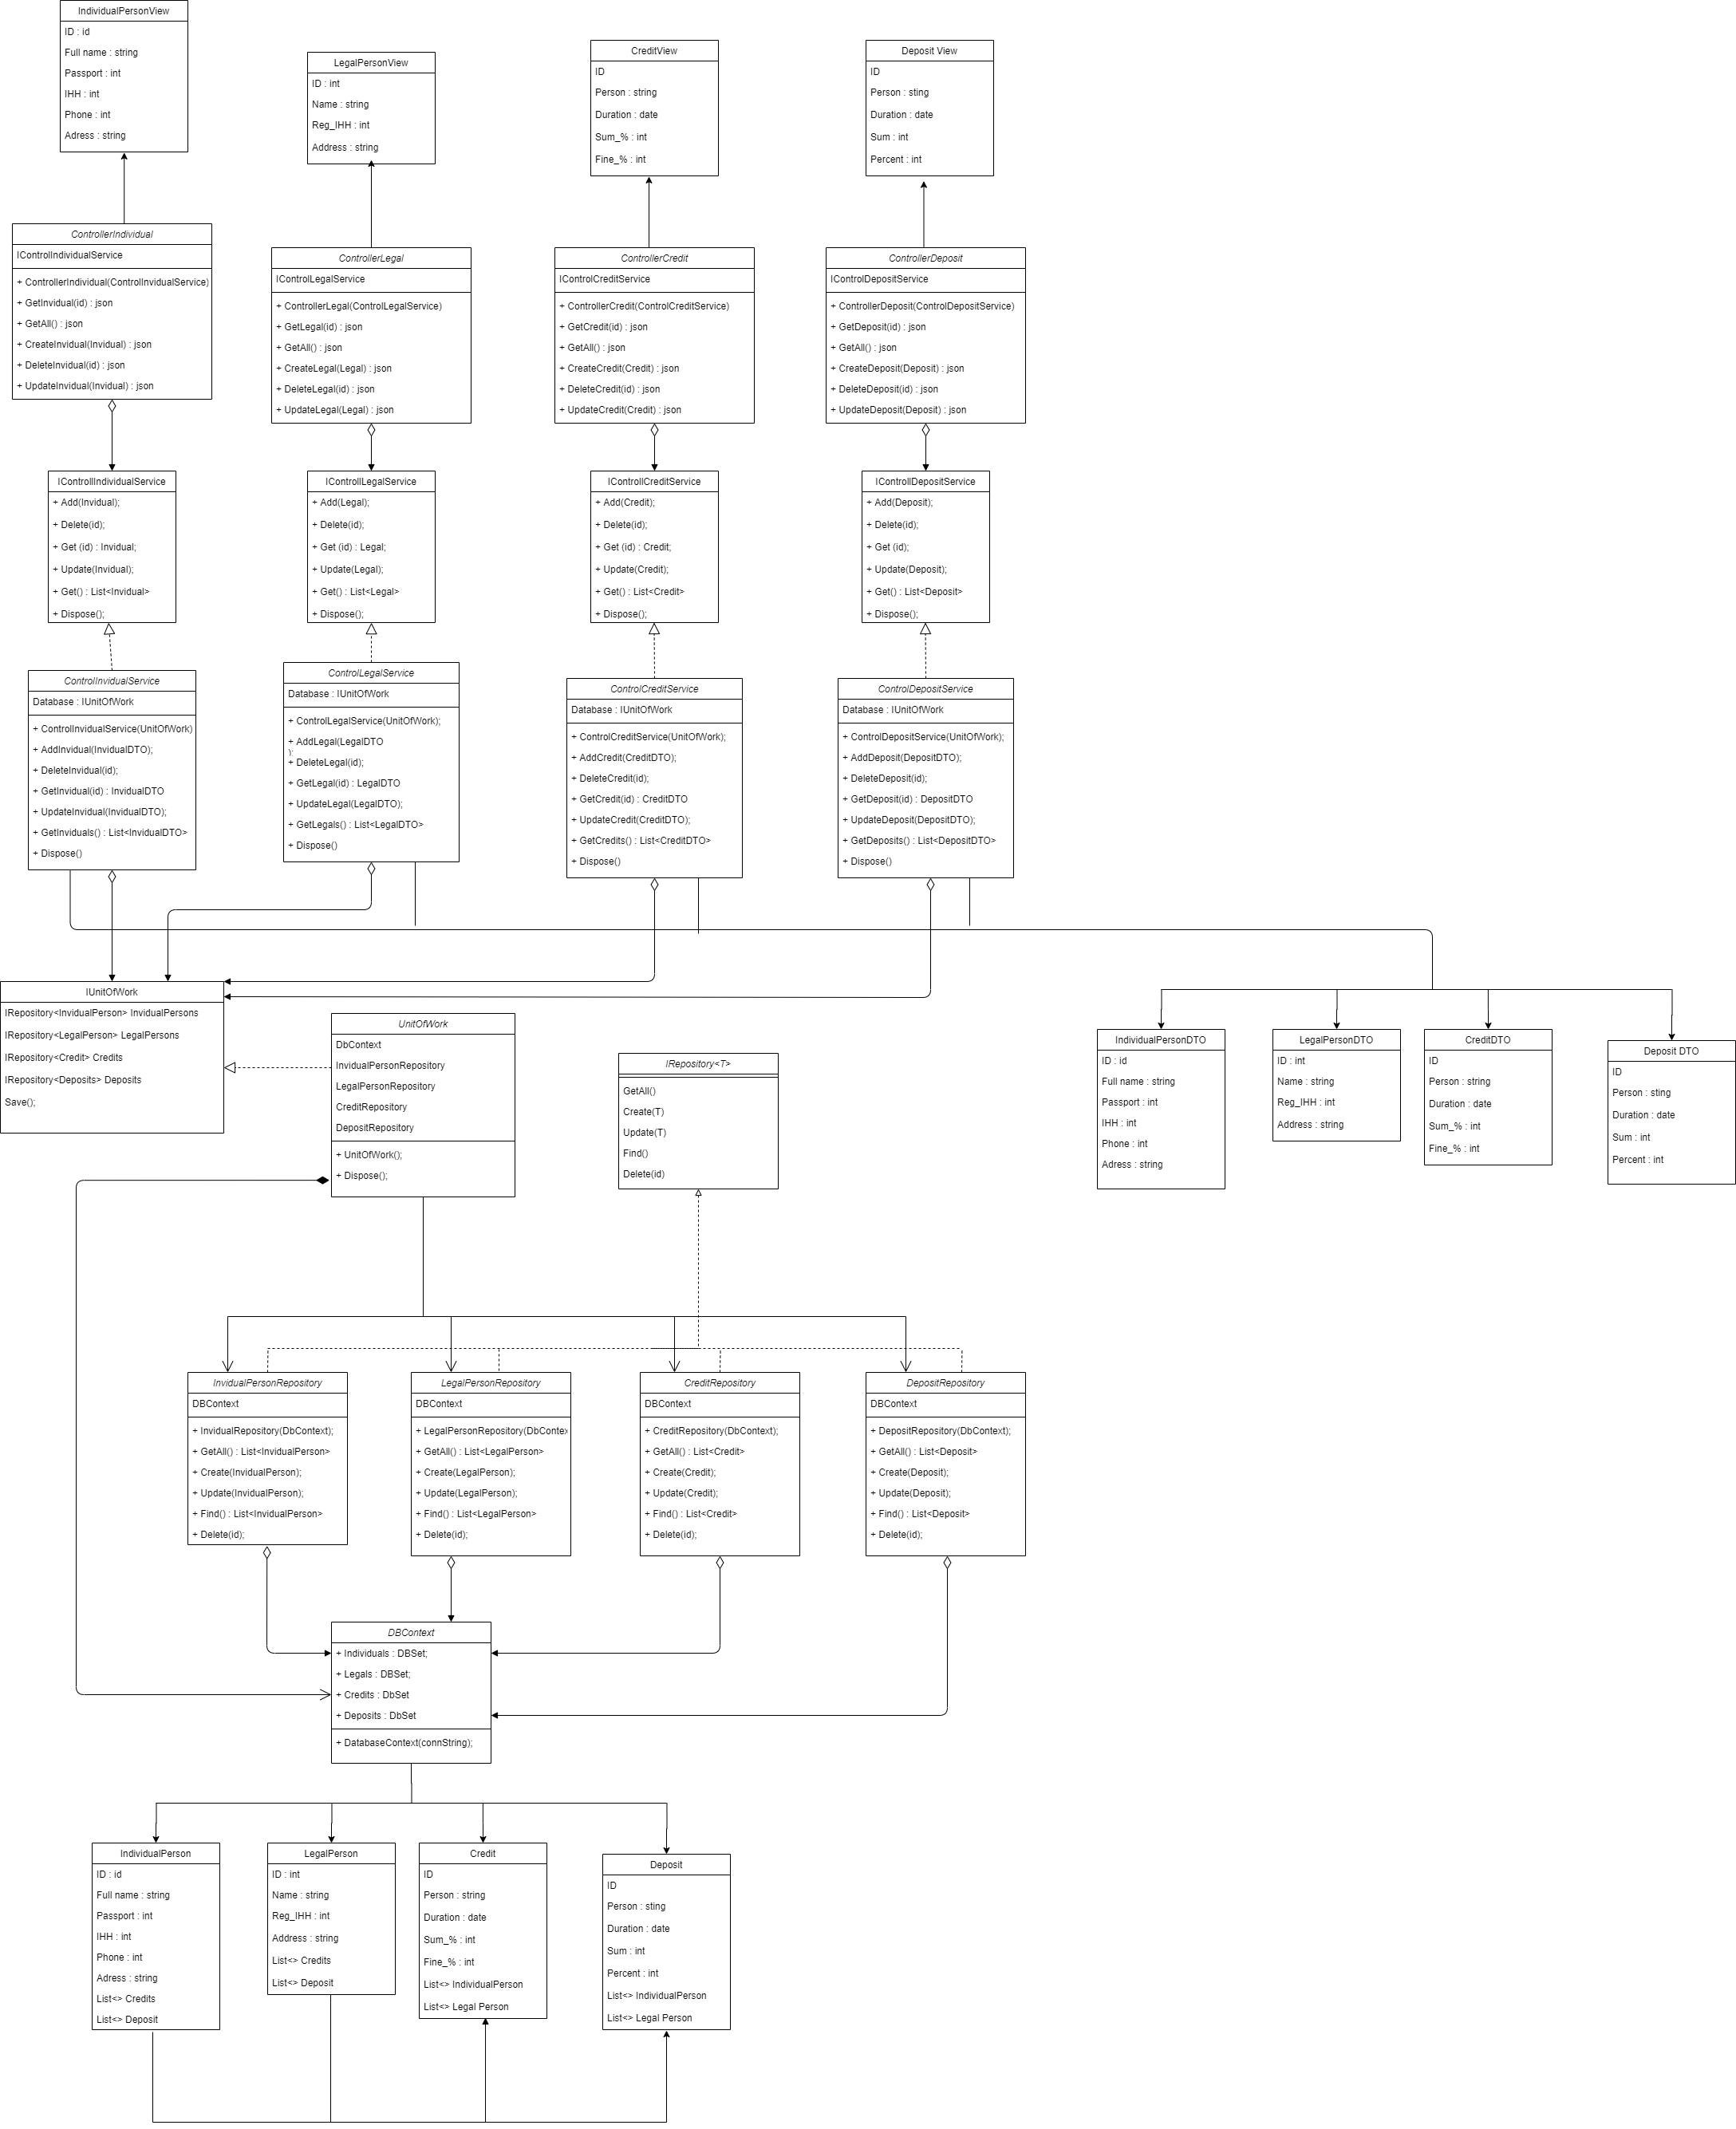 IndividualPersonView
ID : id
Full name : string
Passport : int
IHH : int
Phone : int
Adress : string
LegalPersonView
ID : int
Name : string
Reg_IHH : int
Address : string
CreditView
ID
Person : string
Duration : date
Sum_% : int
Fine_% : int
Deposit View
ID
Person : sting
Duration : date
Sum : int
Percent : int
ControllerIndividual
IControllIndividualService
+ ControllerIndividual(ControlInvidualService)
+ GetInvidual(id) : json
+ GetAll() : json
+ CreateInvidual(Invidual) : json
+ DeleteInvidual(id) : json
+ UpdateInvidual(Invidual) : json
ControllerLegal
IControlLegalService
+ ControllerLegal(ControlLegalService)
+ GetLegal(id) : json
+ GetAll() : json
+ CreateLegal(Legal) : json
+ DeleteLegal(id) : json
+ UpdateLegal(Legal) : json
ControllerCredit
IControlCreditService
+ ControllerCredit(ControlCreditService)
+ GetCredit(id) : json
+ GetAll() : json
+ CreateCredit(Credit) : json
+ DeleteCredit(id) : json
+ UpdateCredit(Credit) : json
ControllerDeposit
IControlDepositService
+ ControllerDeposit(ControlDepositService)
+ GetDeposit(id) : json
+ GetAll() : json
+ CreateDeposit(Deposit) : json
+ DeleteDeposit(id) : json
+ UpdateDeposit(Deposit) : json
IControllIndividualService
+ Add(Invidual);
+ Delete(id);
+ Get (id) : Invidual;
+ Update(Invidual);
+ Get() : List<Invidual>
+ Dispose();
IControllLegalService
+ Add(Legal);
+ Delete(id);
+ Get (id) : Legal;
+ Update(Legal);
+ Get() : List<Legal>
+ Dispose();
IControllCreditService
+ Add(Credit);
+ Delete(id);
+ Get (id) : Credit;
+ Update(Credit);
+ Get() : List<Credit>
+ Dispose();
IControllDepositService
+ Add(Deposit);
+ Delete(id);
+ Get (id);
+ Update(Deposit);
+ Get() : List<Deposit>
+ Dispose();
ControlInvidualService
Database : IUnitOfWork
+ ControlInvidualService(UnitOfWork)
+ AddInvidual(InvidualDTO);
+ DeleteInvidual(id);
+ GetInvidual(id) : InvidualDTO
+ UpdateInvidual(InvidualDTO);
+ GetInviduals() : List<InvidualDTO>
+ Dispose()
ControlLegalService
Database : IUnitOfWork
+ ControlLegalService(UnitOfWork);
+ AddLegal(LegalDTO
);
+ DeleteLegal(id);
+ GetLegal(id) : LegalDTO
+ UpdateLegal(LegalDTO);
+ GetLegals() : List<LegalDTO>
+ Dispose()
ControlCreditService
Database : IUnitOfWork
+ ControlCreditService(UnitOfWork);
+ AddCredit(CreditDTO);
+ DeleteCredit(id);
+ GetCredit(id) : CreditDTO
+ UpdateCredit(CreditDTO);
+ GetCredits() : List<CreditDTO>
+ Dispose()
ControlDepositService
Database : IUnitOfWork
+ ControlDepositService(UnitOfWork);
+ AddDeposit(DepositDTO);
+ DeleteDeposit(id);
+ GetDeposit(id) : DepositDTO
+ UpdateDeposit(DepositDTO);
+ GetDeposits() : List<DepositDTO>
+ Dispose()
IUnitOfWork
IRepository<InvidualPerson> InvidualPersons
IRepository<LegalPerson> LegalPersons
IRepository<Credit> Credits
IRepository<Deposits> Deposits
Save();
UnitOfWork
DbContext
InvidualPersonRepository
LegalPersonRepository
CreditRepository
DepositRepository
+ UnitOfWork();
+ Dispose();
IRepository<T>
GetAll()
Create(T)
Update(T)
Find()
Delete(id)
IndividualPersonDTO
ID : id
Full name : string
Passport : int
IHH : int
Phone : int
Adress : string
LegalPersonDTO
ID : int
Name : string
Reg_IHH : int
Address : string
CreditDTO
ID
Person : string
Duration : date
Sum_% : int
Fine_% : int
Deposit DTO
ID
Person : sting
Duration : date
Sum : int
Percent : int
InvidualPersonRepository
DBContext
+ InvidualRepository(DbContext);
+ GetAll() : List<InvidualPerson>
+ Create(InvidualPerson);
+ Update(InvidualPerson);
+ Find() : List<InvidualPerson>
+ Delete(id);
LegalPersonRepository
DBContext
+ LegalPersonRepository(DbContex
+ GetAll() : List<LegalPerson>
+ Create(LegalPerson);
+ Update(LegalPerson);
+ Find() : List<LegalPerson>
+ Delete(id);
CreditRepository
DBContext
+ CreditRepository(DbContext);
+ GetAll() : List<Credit>
+ Create(Credit);
+ Update(Credit);
+ Find() : List<Credit>
+ Delete(id);
DepositRepository
DBContext
+ DepositRepository(DbContext);
+ GetAll() : List<Deposit>
+ Create(Deposit);
+ Update(Deposit);
+ Find() : List<Deposit>
+ Delete(id);
DBContext
+ Individuals : DBSet;
+ Legals : DBSet;
+ Credits : DbSet
+ Deposits : DbSet
+ DatabaseContext(connString);
IndividualPerson
ID : id
Full name : string
Passport : int
IHH : int
Phone : int
Adress : string
List<> Credits
List<> Deposit
LegalPerson
ID : int
Name : string
Reg_IHH : int
Address : string
List<> Credits
List<> Deposit
Credit
ID
Person : string
Duration : date
Sum_% : int
Fine_% : int
List<> IndividualPerson
List<> Legal Person
Deposit
ID
Person : sting
Duration : date
Sum : int
Percent : int
List<> IndividualPerson
List<> Legal Person